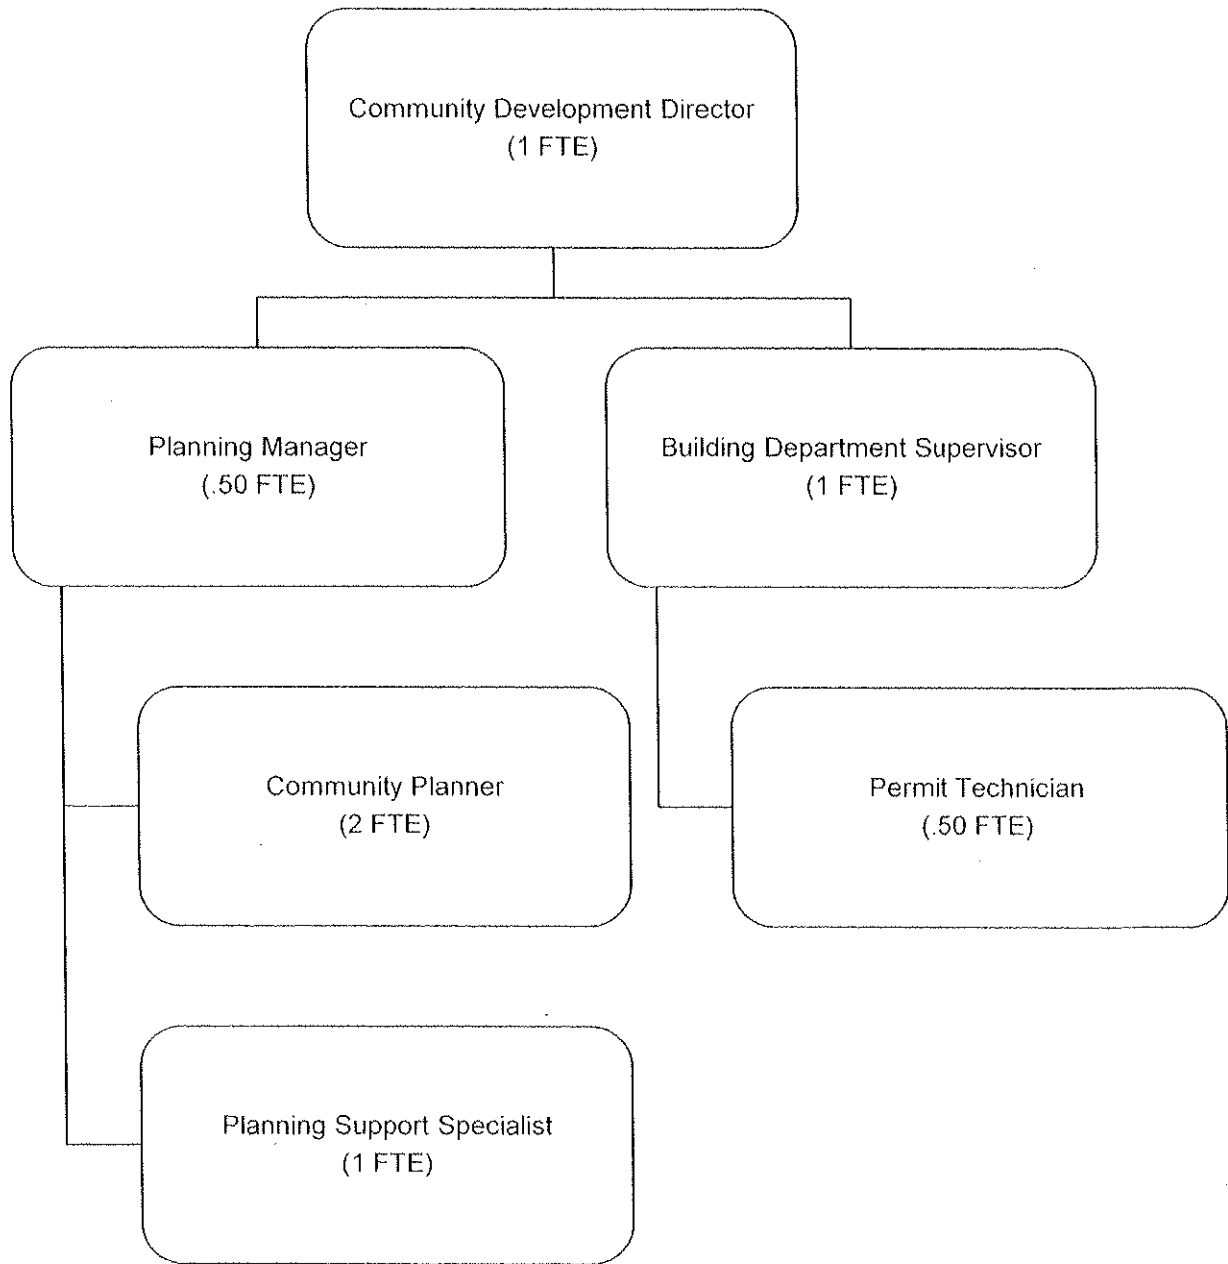 Community Development Director
(1 FTE)
Planning Manager
(.50 FTE)
Building Department Supervisor
(1 FTE)
Community Planner
(2 FTE)
Permit Technician
(.50 FTE)
Planning Support Specialist
(1 FTE)